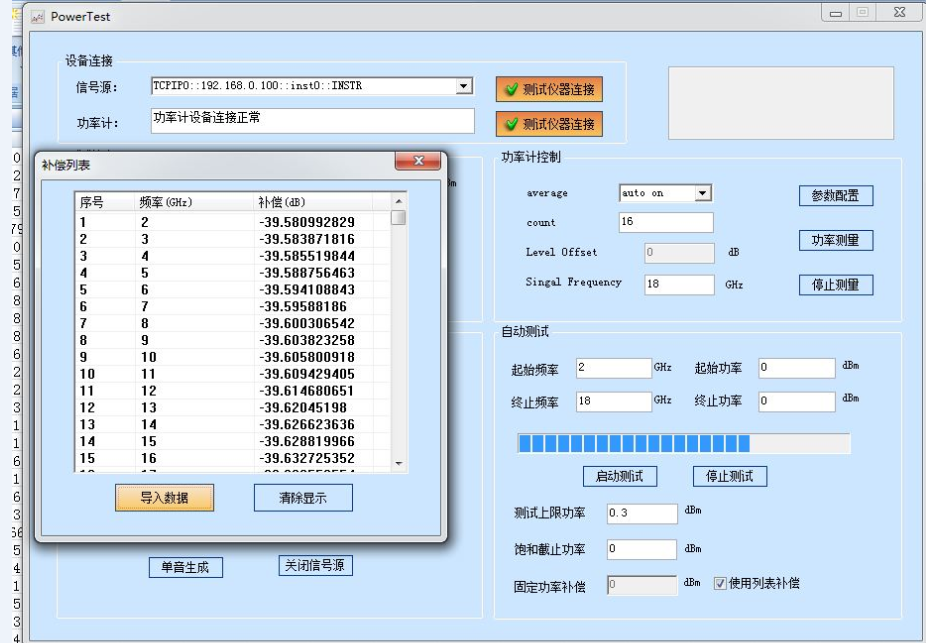 PowerTest
设备连接
信号源: TCPIP0::192.168.0.100::inst0::INSTR 测试仪器连接
功率计: 功率计设备连接正常 测试仪器连接
补偿列表
序号 频率(GHz) 补偿(dB)
1 2 -39.580992829
2 3 -39.583871816
3 4 -39.585519844
4 5 -39.588756463
5 6 -39.594108843
6 7 -39.59588186
7 8 -39.600306542
8 9 -39.603823258
9 10 -39.605800918
10 11 -39.609429405
11 12 -39.614680651
12 13 -39.62045198
13 14 -39.626623636
14 15 -39.628819966
15 16 -39.632725352
导入数据 清除显示
单音生成 关闭信号源
功率计控制
average auto on 参数配置
count 16
功率测量
Level Offset 0 dB
Singal Frequency 18 GHz 停止测量
自动测试
起始频率 2 GHz 起始功率 0 dBm
终止频率 18 GHz 终止功率 0 dBm
启动测试 停止测试
测试上限功率 0.3 dBm
饱和截止功率 0 dBm
固定功率补偿 0 dBm 使用列表补偿